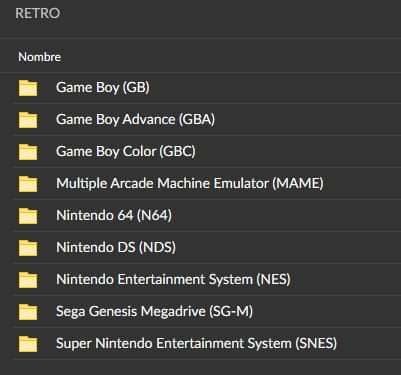 RETRO
Nombre
Game Boy (GB)
Game Boy Advance (GBA)
Game Boy Color (GBC)
Multiple Arcade Machine Emulator (MAME)
Nintendo 64 (N64)
Nintendo DS (NDS)
Nintendo Entertainment System (NES)
Sega Genesis Megadrive (SG-M)
Super Nintendo Entertainment System (SNES)